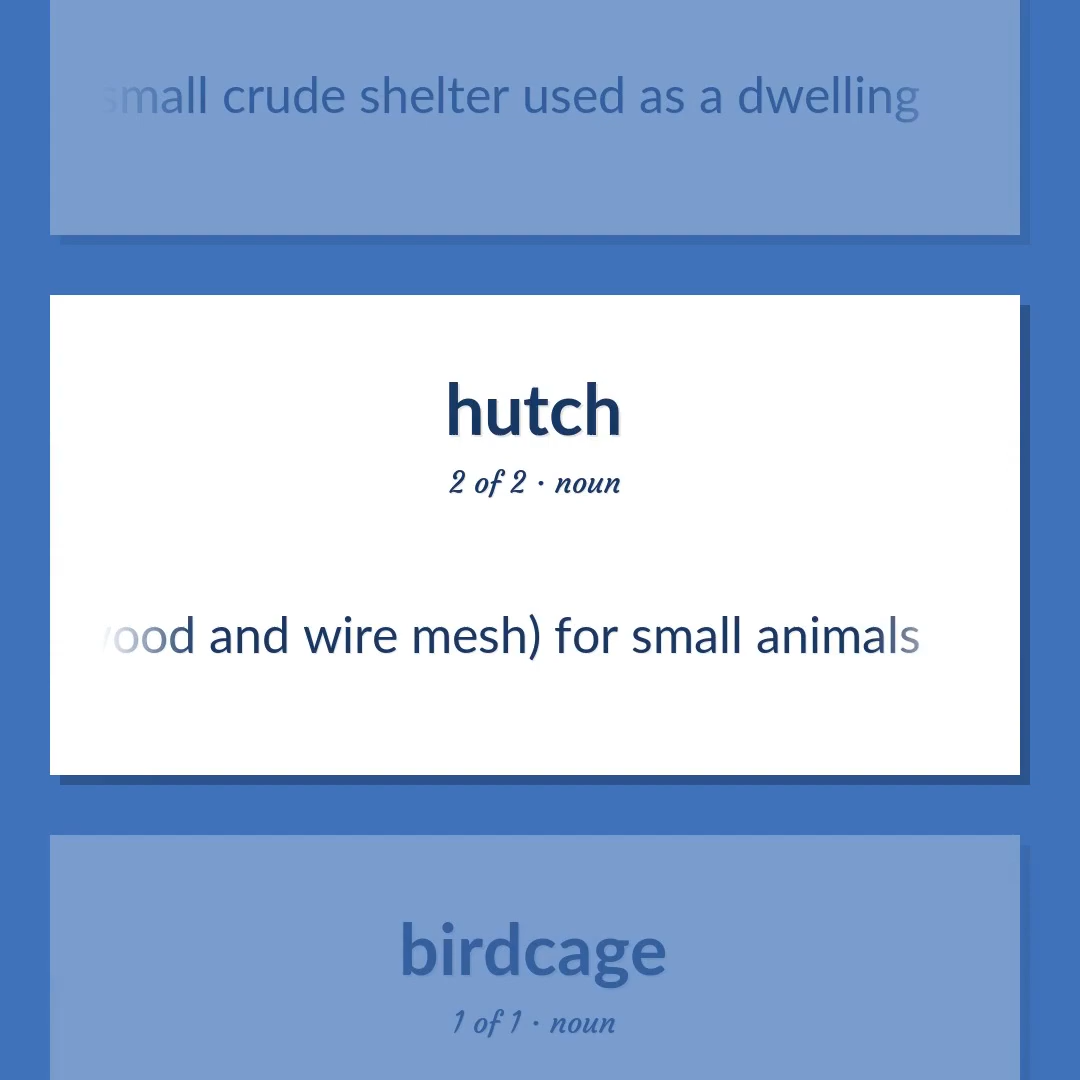 small crude shelter used as a dwelling
hutch
2 of 2 · noun
and wire mesh) for small animals
birdcage
1 of 1 · noun